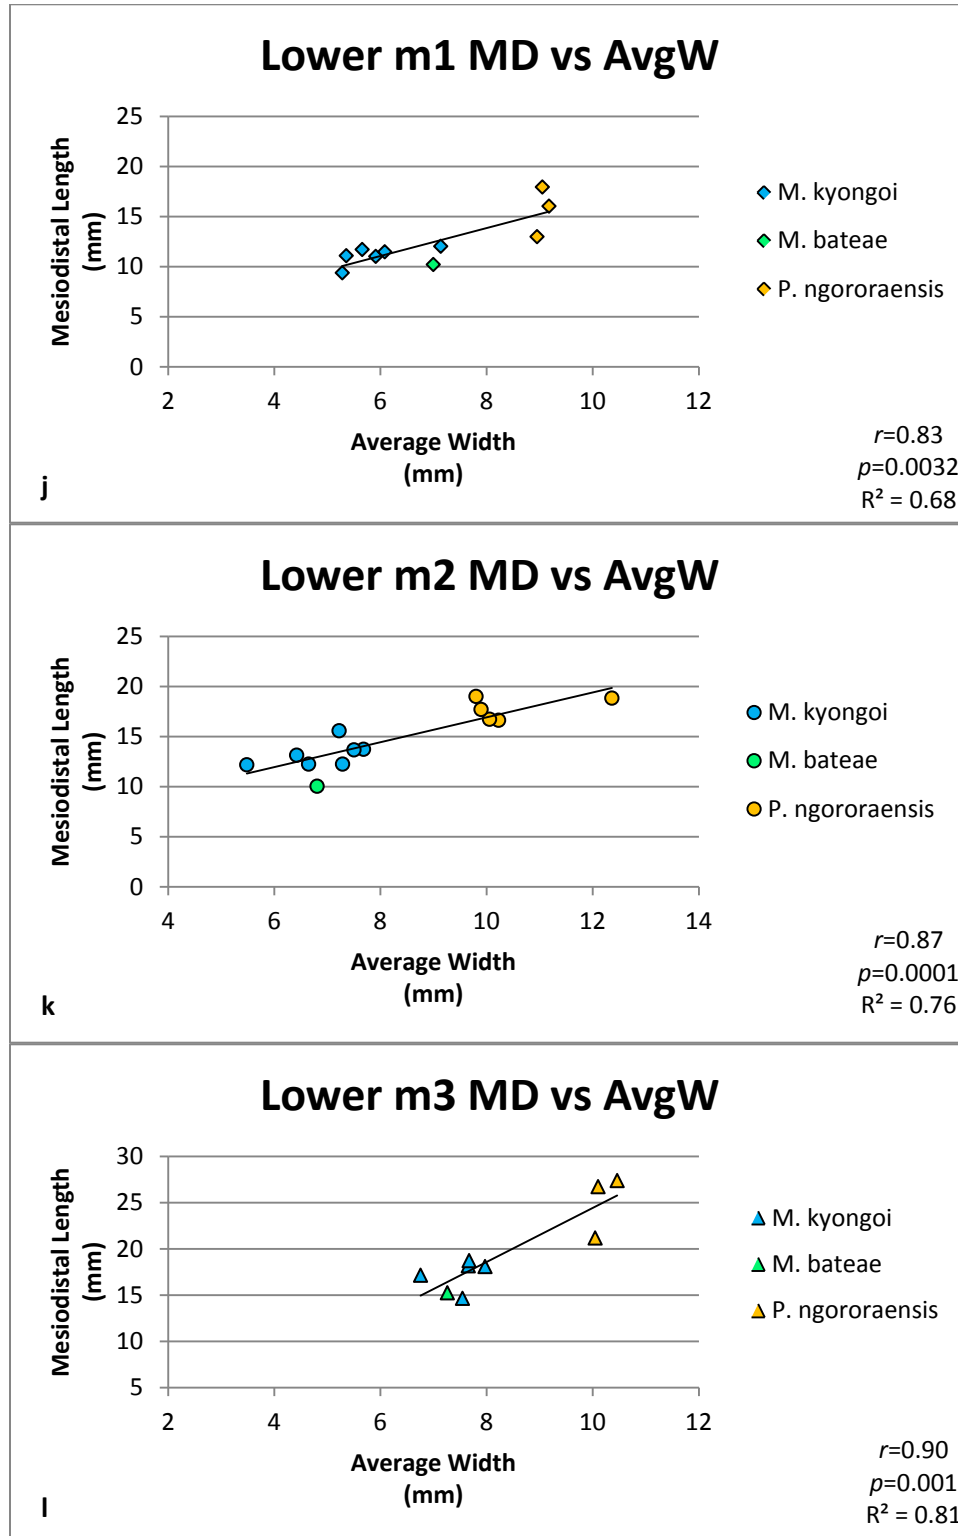 Lower m1 MD vs AvgW
Mesiodistal Length
(mm)
25
20
15
10
5
0
2 4 6 8 10 12
Average Width
(mm)
M. kyongoi
M. bateae
P. ngororaensis
r=0.83
p=0.0032
R² = 0.68
j
Lower m2 MD vs AvgW
Mesiodistal Length
(mm)
25
20
15
10
5
0
4 6 8 10 12 14
Average Width
(mm)
M. kyongoi
M. bateae
P. ngororaensis
r=0.87
p=0.0001
R² = 0.76
k
Lower m3 MD vs AvgW
Mesiodistal Length
(mm)
30
25
20
15
10
5
2 4 6 8 10 12
Average Width
(mm)
M. kyongoi
M. bateae
P. ngororaensis
r=0.90
p=0.001
R² = 0.81
l